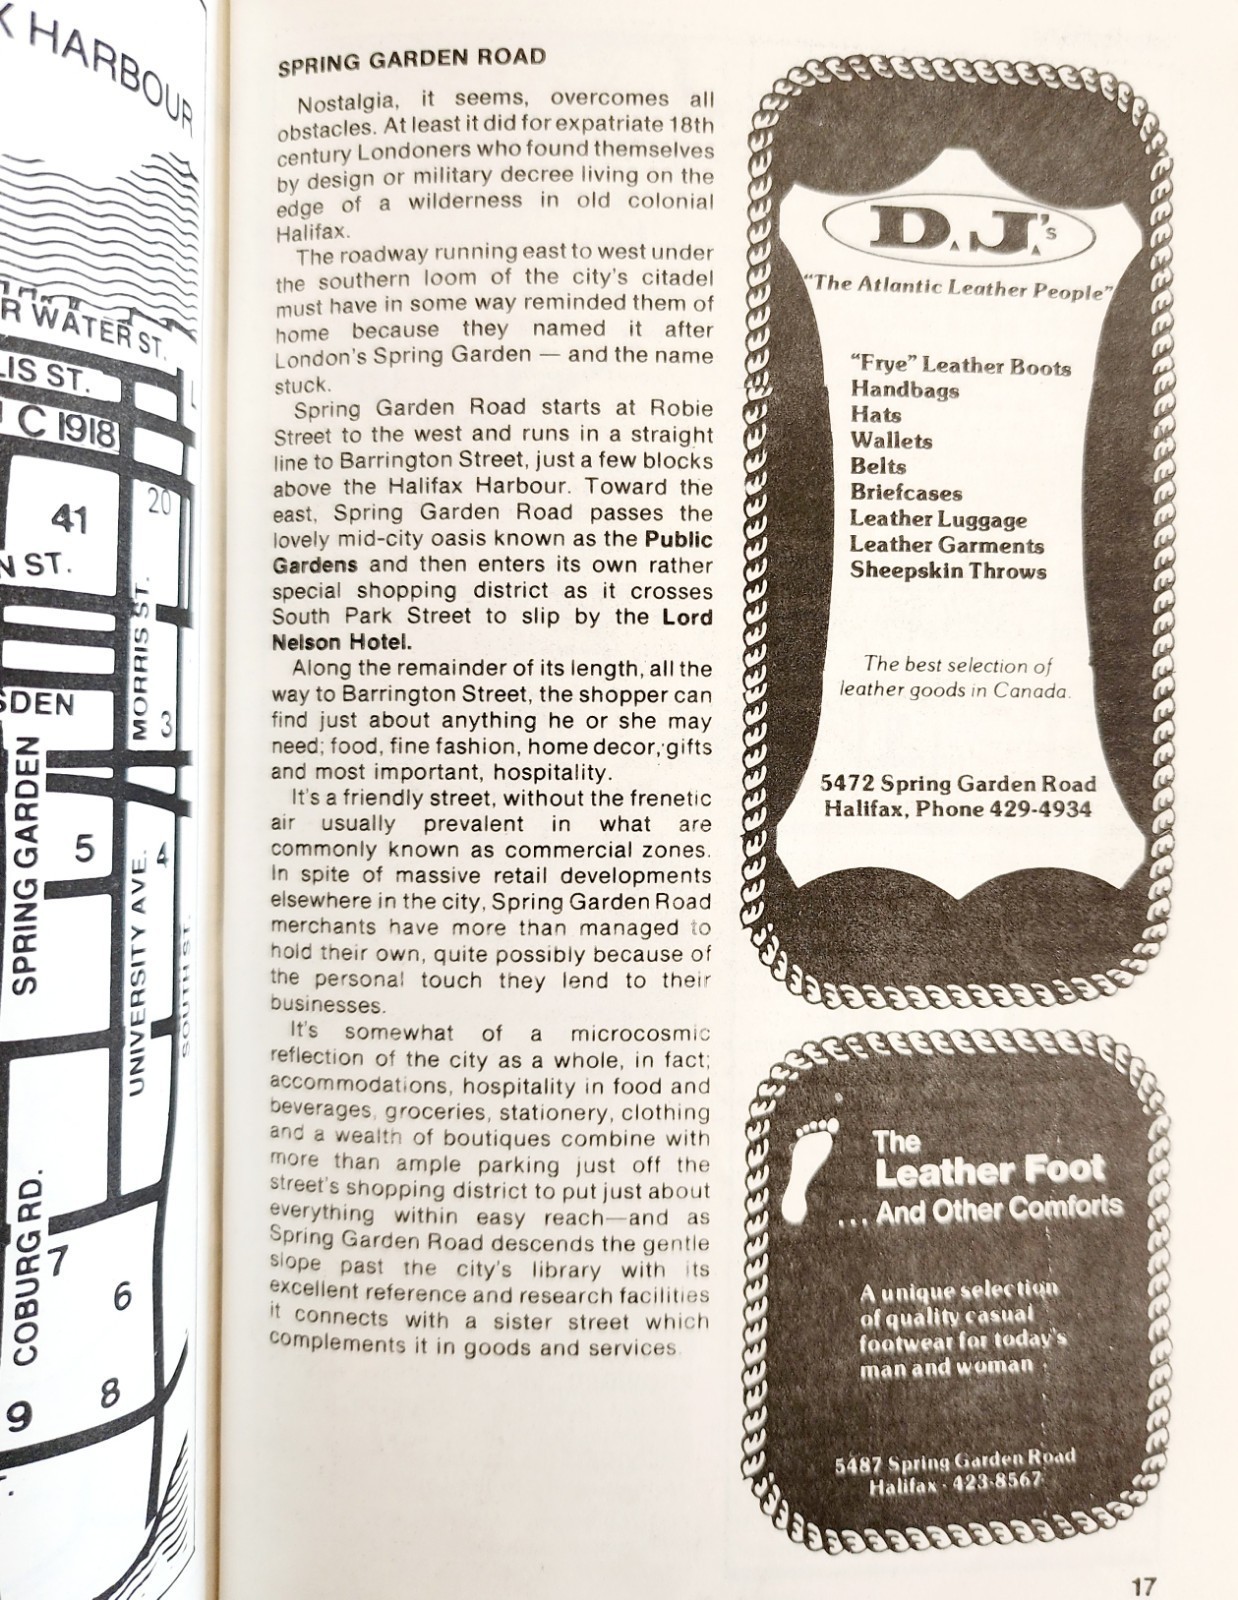 K HARBOUR
R WATER ST.
LIS ST.
C 1918
41
20
N ST.
MORRIS ST.
SDEN
3
SPRING GARDEN
5
4
UNIVERSITY AVE.
SOUTH ST.
COBURG RD.
7
6
8
9
SPRING GARDEN ROAD
Nostalgia, it seems, overcomes all
obstacles. At least it did for expatriate 18th
century Londoners who found themselves
by design or military decree living on the
edge of a wilderness in old colonial
Halifax.
The roadway running east to west under
the southern loom of the city's citadel
must have in some way reminded them of
home because they named it after
London's Spring Garden — and the name
stuck.
Spring Garden Road starts at Robie
Street to the west and runs in a straight
line to Barrington Street, just a few blocks
above the Halifax Harbour. Toward the
east, Spring Garden Road passes the
lovely mid-city oasis known as the Public
Gardens and then enters its own rather
special shopping district as it crosses
South Park Street to slip by the Lord
Nelson Hotel.
Along the remainder of its length, all the
way to Barrington Street, the shopper can
find just about anything he or she may
need; food, fine fashion, home decor, gifts
and most important, hospitality.
It's a friendly street, without the frenetic
air usually prevalent in what are
commonly known as commercial zones.
In spite of massive retail developments
elsewhere in the city, Spring Garden Road
merchants have more than managed to
hold their own, quite possibly because of
the personal touch they lend to their
businesses.
It's somewhat of a microcosmic
reflection of the city as a whole, in fact;
accommodations, hospitality in food and
beverages, groceries, stationery, clothing
and a wealth of boutiques combine with
more than ample parking just off the
street's shopping district to put just about
everything within easy reach—and as
Spring Garden Road descends the gentle
slope past the city's library with its
excellent reference and research facilities
it connects with a sister street which
complements it in goods and services.
D.J.'s
"The Atlantic Leather People"
"Frye" Leather Boots
Handbags
Hats
Wallets
Belts
Briefcases
Leather Luggage
Leather Garments
Sheepskin Throws
The best selection of
leather goods in Canada.
5472 Spring Garden Road
Halifax, Phone 429-4934
The
Leather Foot
... And Other Comforts
A unique selection
of quality casual
footwear for today's
man and woman
5487 Spring Garden Road
Halifax · 423-8567
17